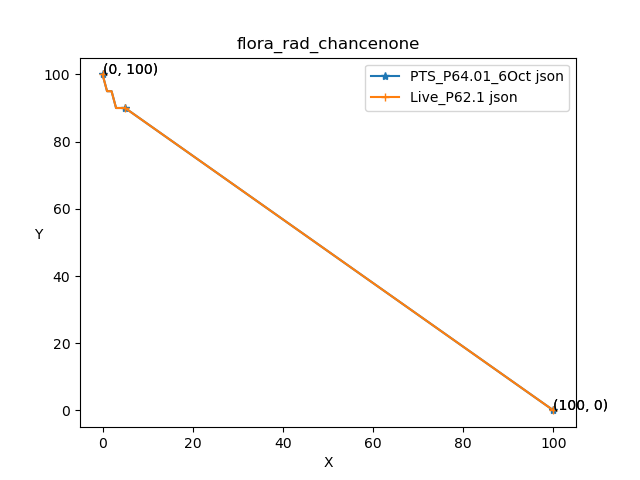 flora_rad_chancenone
PTS_P64.01_6Oct json
Live_P62.1 json
(0, 100)
(100, 0)
100
80
60
40
20
0
Y
0 20 40 60 80 100
X